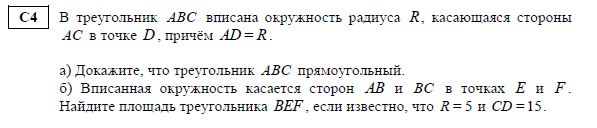 C4
В треугольник ABC вписана окружность радиуса R, касающаяся стороны
AC в точке D, причём AD = R.
а) Докажите, что треугольник ABC прямоугольный.
б) Вписанная окружность касается сторон AB и BC в точках E и F.
Найдите площадь треугольника BEF, если известно, что R = 5 и CD = 15.